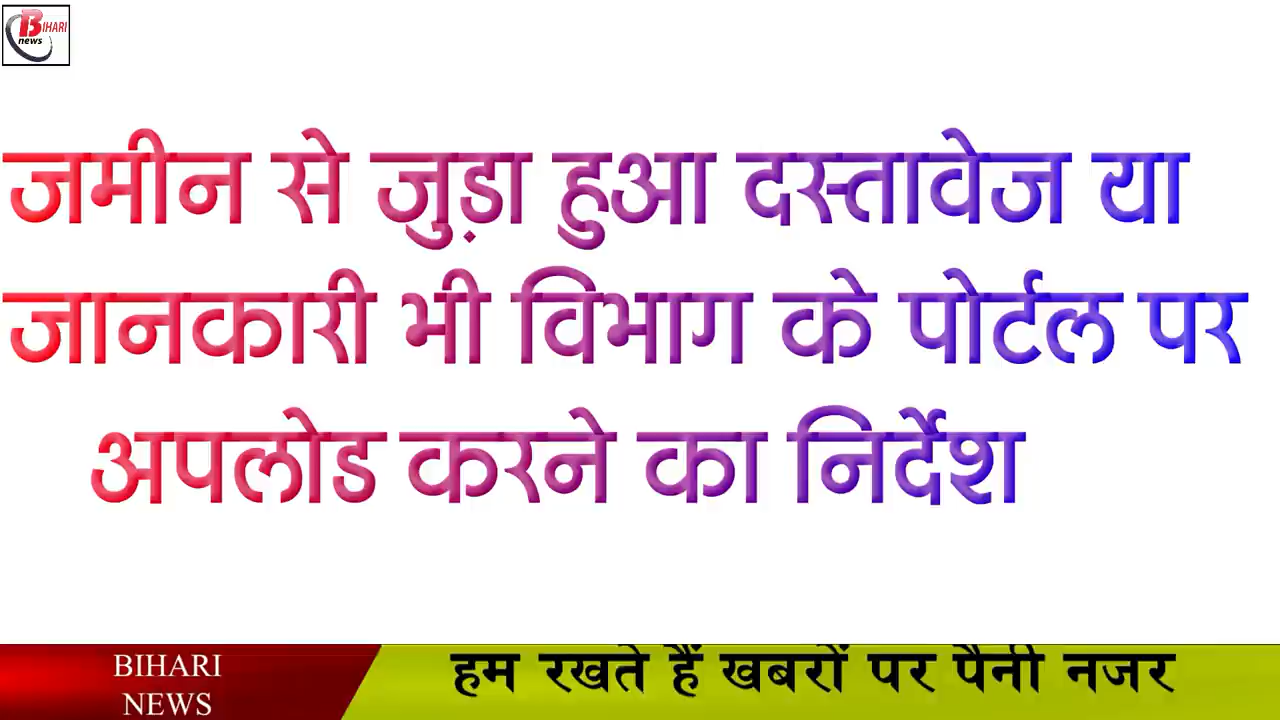 BIHARI
news
जमीन से जुड़ा हुआ दस्तावेज या
जानकारी भी विभाग के पोर्टल पर
अपलोड करने का निर्देश
BIHARI
NEWS
हम रखते हैं खबरों पर पैनी नजर